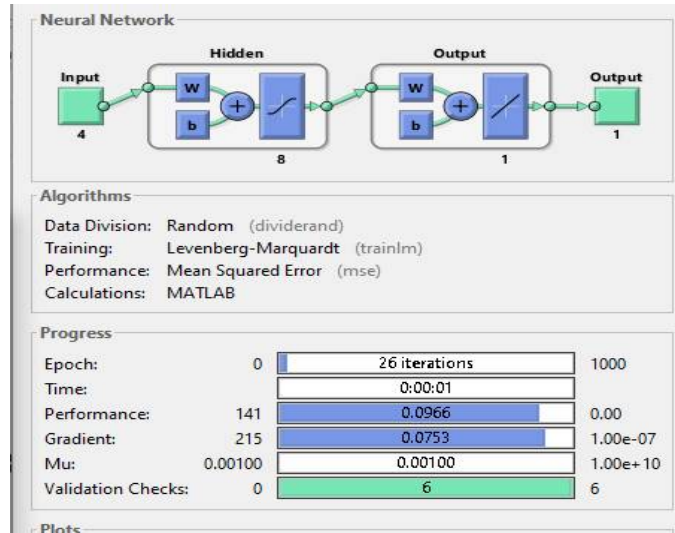 Neural Network
Hidden Output
Input W b + W b + Output
4 8 1 1
Algorithms
Data Division: Random (dividerand)
Training: Levenberg-Marquardt (trainlm)
Performance: Mean Squared Error (mse)
Calculations: MATLAB
Progress
Epoch: 0 26 iterations 1000
Time: 0:00:01
Performance: 141 0.0966 0.00
Gradient: 215 0.0753 1.00e-07
Mu: 0.00100 0.00100 1.00e+10
Validation Checks: 0 6 6
Plots